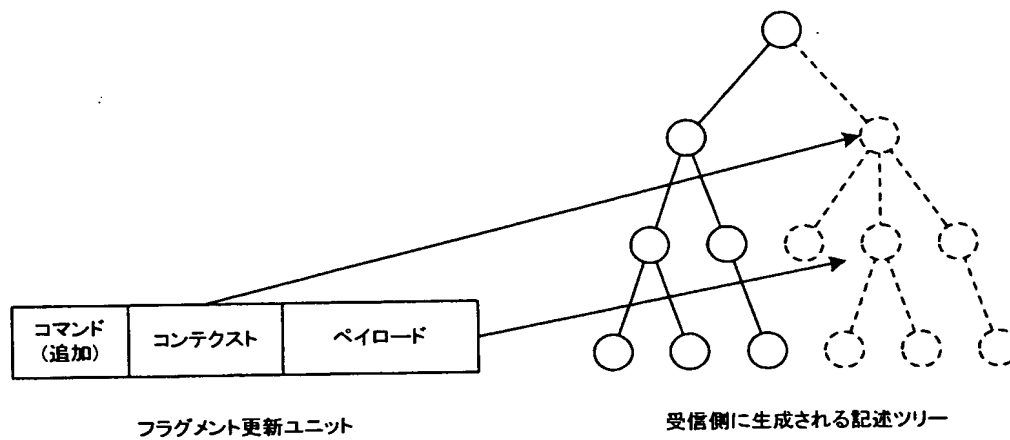 コマンド
(追加)
コンテクスト
ペイロード
フラグメント更新ユニット
受信側に生成される記述ツリー